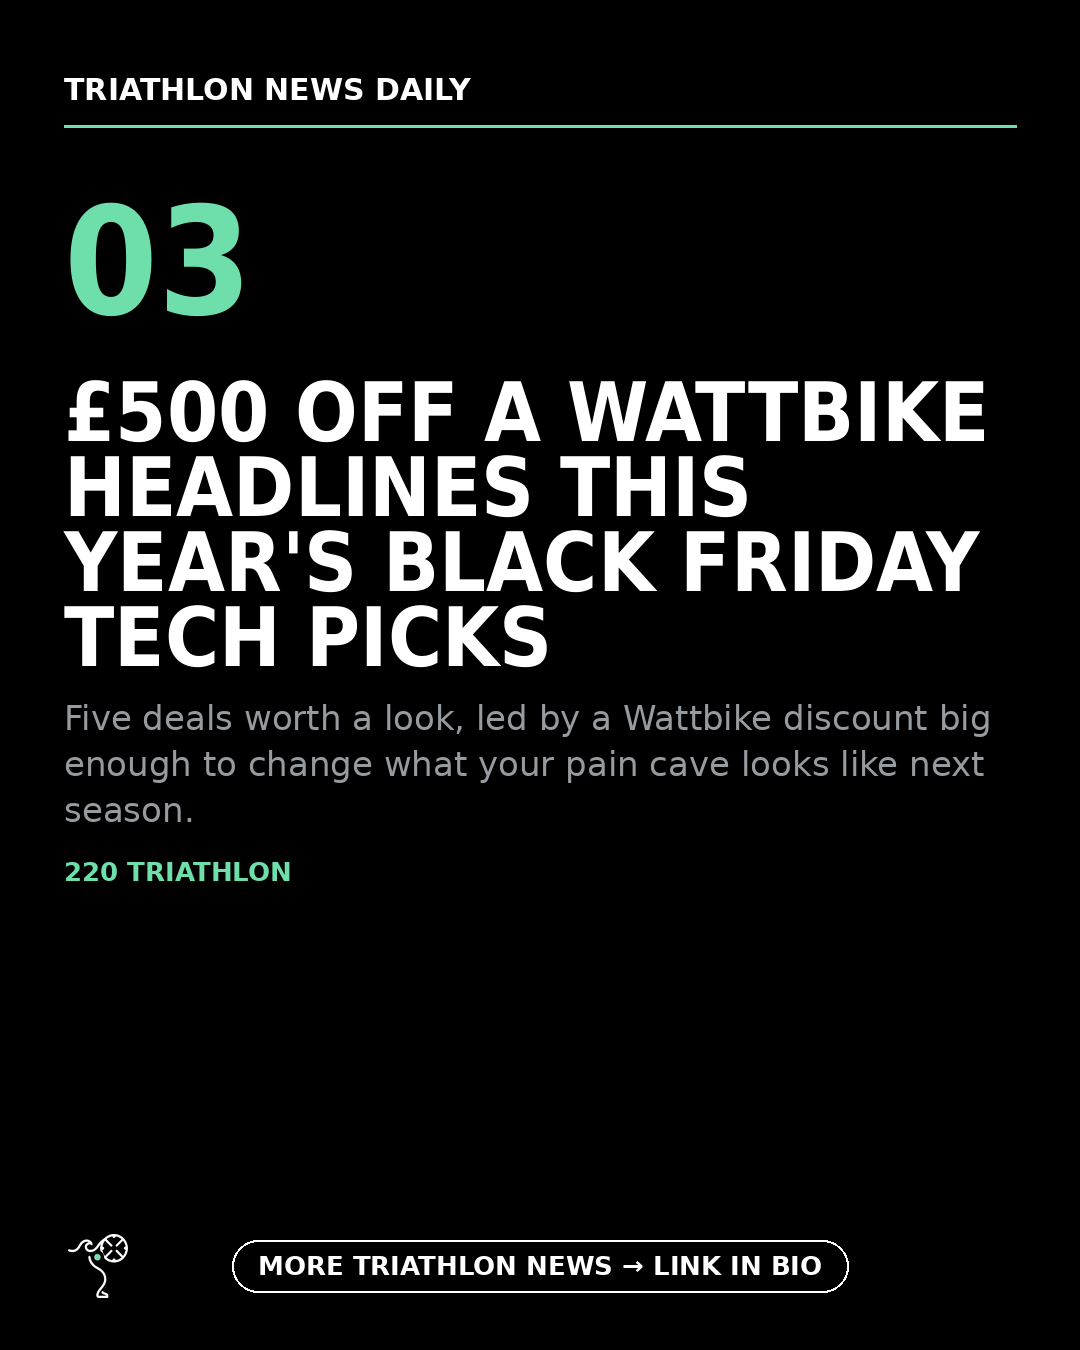 TRIATHLON NEWS DAILY
03
£500 OFF A WATTBIKE
HEADLINES THIS
YEAR'S BLACK FRIDAY
TECH PICKS
Five deals worth a look, led by a Wattbike discount big
enough to change what your pain cave looks like next
season.
220 TRIATHLON
MORE TRIATHLON NEWS → LINK IN BIO